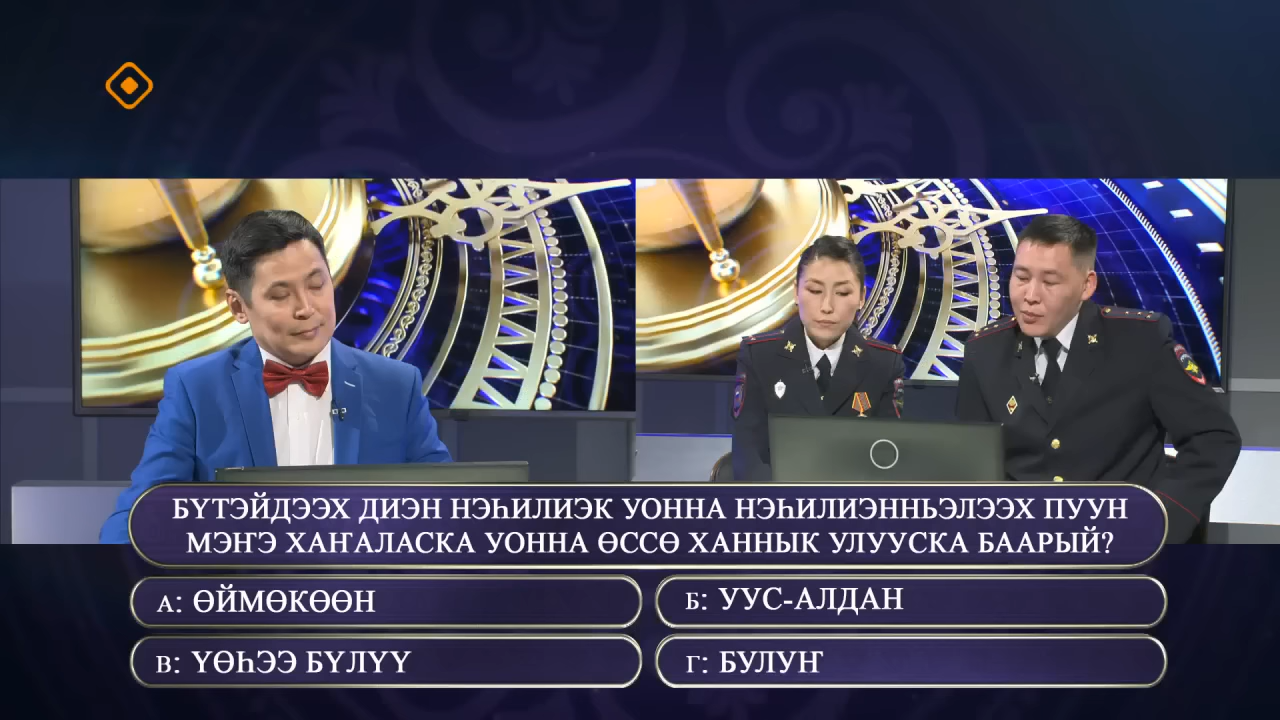 БҮТЭЙДЭЭХ ДИЭН НЭҺИЛИЭК УОННА НЭҺИЛИЭННЬЭЛЭЭХ ПУУН
МЭҤЭ ХАҤАЛАСКА УОННА ӨССӨ ХАННЫК УЛУУСКА БААРЫЙ?
А: ӨЙМӨКӨӨН
Б: УУС-АЛДАН
В: ҮӨҺЭЭ БҮЛҮҮ
Г: БУЛУҤ